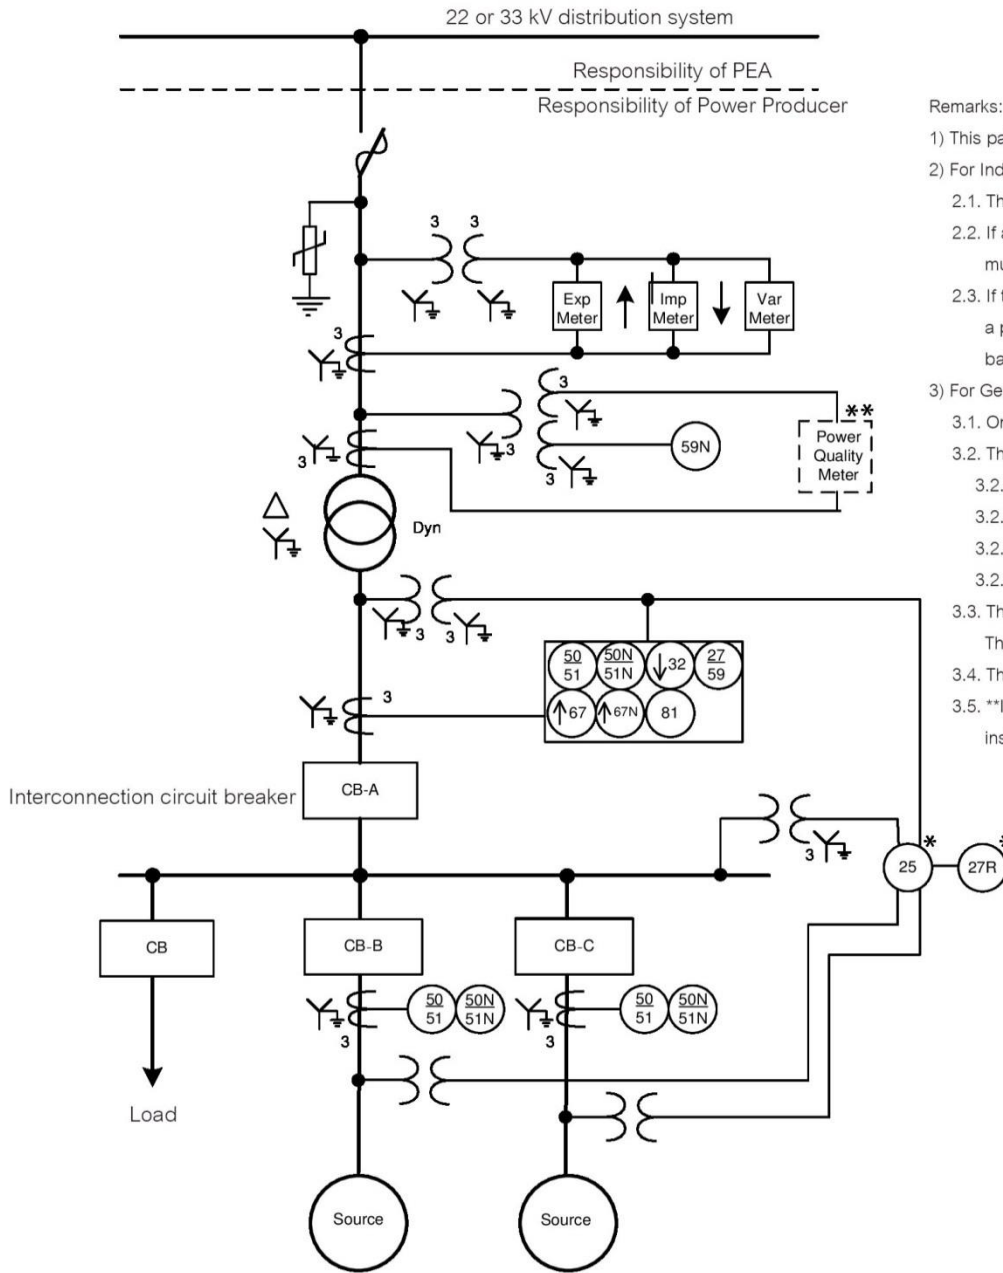 22 or 33 kV distribution system
Responsibility of PEA
Responsibility of Power Producer
Remarks:
1) This pa
2) For Ind
2.1. Th
2.2. If a
mu
2.3. If f
a p
ba
3) For Ge
3.1. Or
3.2. Th
3.2.
3.2.
3.2.
3.2.
3.3. Th
Th
3.4. Th
3.5. **I
ins
3 3
Exp
Meter
Imp
Meter
Var
Meter
3
3
3
3
3
59N
**
Power
Quality
Meter
Dyn
3 3
50
51
50N
51N
32
27
59
67
67N
81
3
Interconnection circuit breaker
CB-A
3
25
*
27R
*
CB
CB-B
CB-C
50
51
50N
51N
3
50
51
50N
51N
3
Load
Source
Source